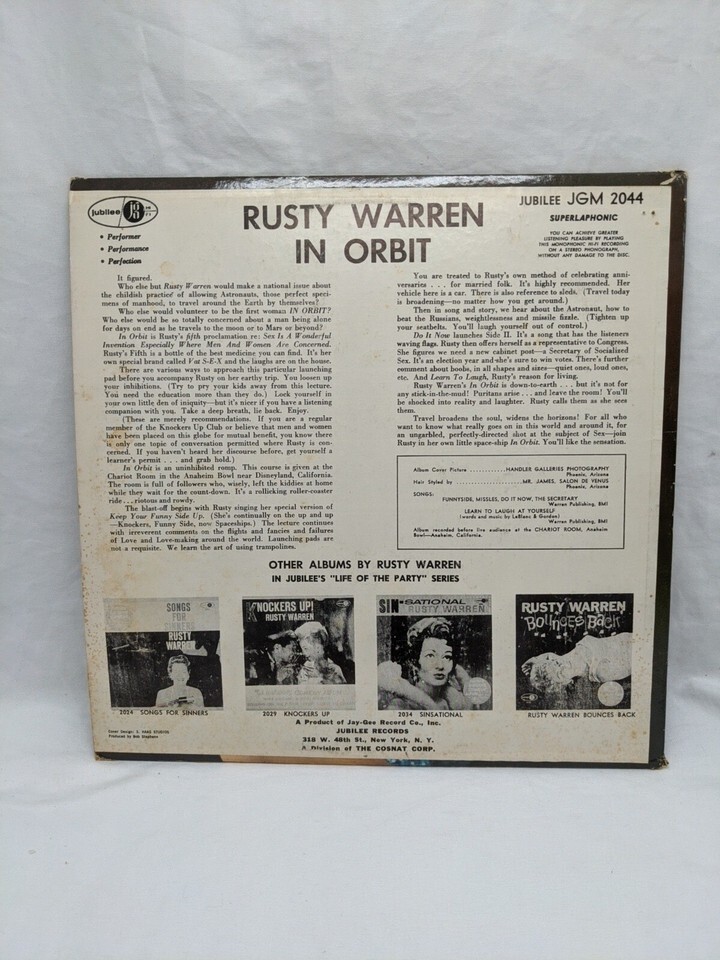 jubilee JGR HI FI
• Performer
• Performance
• Perfection
RUSTY WARREN
IN ORBIT
JUBILEE JGM 2044
SUPERLAPHONIC
YOU CAN ACHIEVE GREATER
LISTENING PLEASURE BY PLAYING
THIS MONOPHONIC HI-FI RECORDING
ON A STEREO PHONOGRAPH,
WITHOUT ANY DAMAGE TO THE DISC.
It figured.
Who else but Rusty Warren would make a national issue about
the childish practice of allowing Astronauts, those perfect speci-
mens of manhood, to travel around the Earth by themselves?
Who else would volunteer to be the first woman IN ORBIT?
Who else would be so totally concerned about a man being alone
for days on end as he travels to the moon or to Mars or beyond?
In Orbit is Rusty's fifth proclamation re: Sex Is A Wonderful
Invention Especially Where Men And Women Are Concerned.
Rusty's Fifth is a bottle of the best medicine you can find. It's her
own special brand called Vat S-E-X and the laughs are on the house.
There are various ways to approach this particular launching
pad before you accompany Rusty on her earthy trip. You loosen up
your inhibitions. (Try to pry your kids away from this lecture.
You need the education more than they do.) Lock yourself in
your own little den of iniquity—but it's nicer if you have a listening
companion with you. Take a deep breath, lie back. Enjoy.
(These are merely recommendations. If you are a regular
member of the Knockers Up Club or believe that men and women
have been placed on this globe for mutual benefit, you know there
is only one topic of conversation permitted where Rusty is con-
cerned. If you haven't heard her discourse before, get yourself a
learner's permit . . . and grab hold.)
In Orbit is an uninhibited romp. This course is given at the
Chariot Room in the Anaheim Bowl near Disneyland, California.
The room is full of followers who, wisely, left the kiddies at home
while they wait for the count-down. It's a rollicking roller-coaster
ride . . . riotous and rowdy.
The blast-off begins with Rusty singing her special version of
Keep Your Funny Side Up. (She's continually on the up and up
—Knockers, Funny Side, now Spaceships.) The lecture continues
with irreverent comments on the flights and fancies and failures
of Love and Love-making around the world. Launching pads are
not a requisite. We learn the art of using trampolines.
You are treated to Rusty's own method of celebrating anni-
versaries . . . for married folk. It's highly recommended. Her
vehicle here is a car. There is also reference to sleds. (Travel today
is broadening—no matter how you get around.)
Then in song and story, we hear about the Astronaut, how to
beat the Russians, weightlessness and missile fizzle. (Tighten up
your seatbelts. You'll laugh yourself out of control.)
Do It Now launches Side II. It's a song that has the listeners
waving flags. Rusty then offers herself as a representative to Congress.
She figures we need a new cabinet post—a Secretary of Socialized
Sex. It's an election year and she's sure to win votes. There's further
comment about boobs, in all shapes and sizes—quiet ones, loud ones,
etc. And Learn To Laugh, Rusty's reason for living.
Rusty Warren's In Orbit is down-to-earth . . . but it's not for
any stick-in-the-mud! Puritans arise . . . and leave the room! You'll
be shocked into reality and laughter. Rusty calls them as she sees
them.
Travel broadens the soul, widens the horizons! For all who
want to know what really goes on in this world and around it, for
an ungarbled, perfectly-directed shot at the subject of Sex—join
Rusty in her own little space-ship In Orbit. You'll like the sensation.
Album Cover Picture ............HANDLER GALLERIES PHOTOGRAPHY
Phoenix, Arizona
Hair Styled by ....................MR. JAMES, SALON DE VENUS
Phoenix, Arizona
SONGS:
FUNNYSIDE, MISSLES, DO IT NOW, THE SECRETARY
Warren Publishing, BMI
LEARN TO LAUGH AT YOURSELF
(words and music by LeBlanc & Gordon)
Warren Publishing, BMI
Album recorded before live audience at the CHARIOT ROOM, Anaheim
Bowl—Anaheim, California.
OTHER ALBUMS BY RUSTY WARREN
IN JUBILEE'S "LIFE OF THE PARTY" SERIES
SONGS
FOR
SINNERS
RUSTY
WARREN
KNOCKERS UP!
RUSTY WARREN
SIN-SATIONAL
RUSTY WARREN
RUSTY WARREN
Bounces Back
2024 SONGS FOR SINNERS
2029 KNOCKERS UP
2034 SINSATIONAL
RUSTY WARREN BOUNCES BACK
A Product of Jay-Gee Record Co., Inc.
JUBILEE RECORDS
318 W. 48th St., New York, N. Y.
A Division of THE COSNAT CORP.